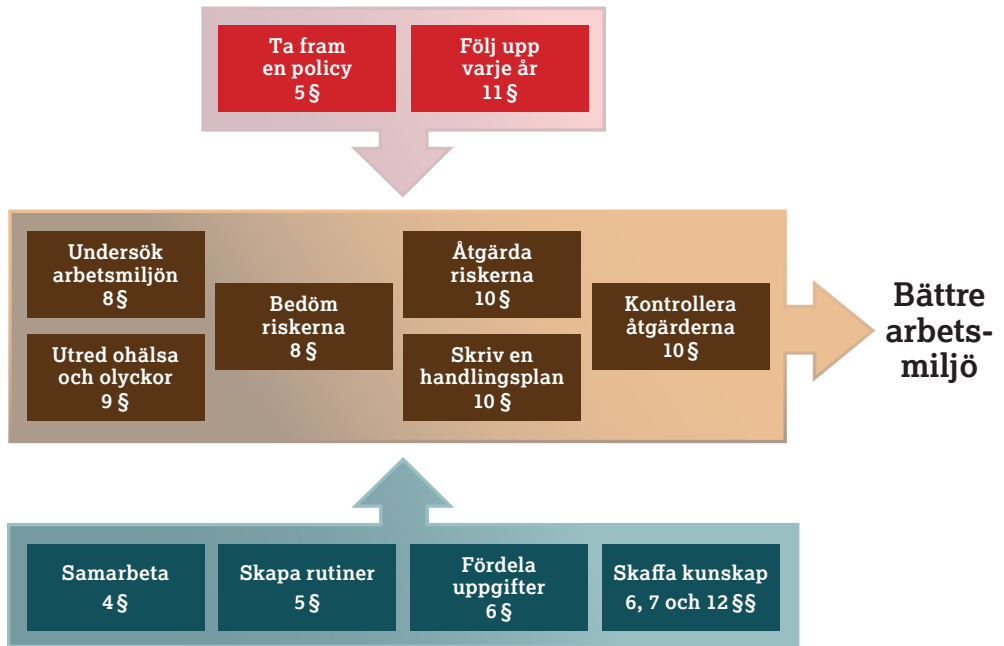 Ta fram
en policy
5 §
Följ upp
varje år
11 §
Undersök
arbetsmiljön
8 §
Utred ohälsa
och olyckor
9 §
Bedöm
riskerna
8 §
Åtgärda
riskerna
10 §
Skriv en
handlingsplan
10 §
Kontrollera
åtgärderna
10 §
Bättre
arbets-
miljö
Samarbeta
4 §
Skapa rutiner
5 §
Fördela
uppgifter
6 §
Skaffa kunskap
6, 7 och 12 §§